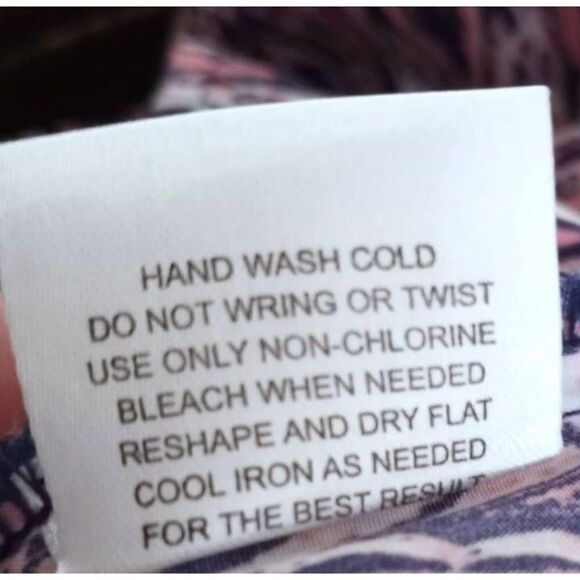 HAND WASH COLD
DO NOT WRING OR TWIST
USE ONLY NON-CHLORINE
BLEACH WHEN NEEDED
RESHAPE AND DRY FLAT
COOL IRON AS NEEDED
FOR THE BEST RESULT